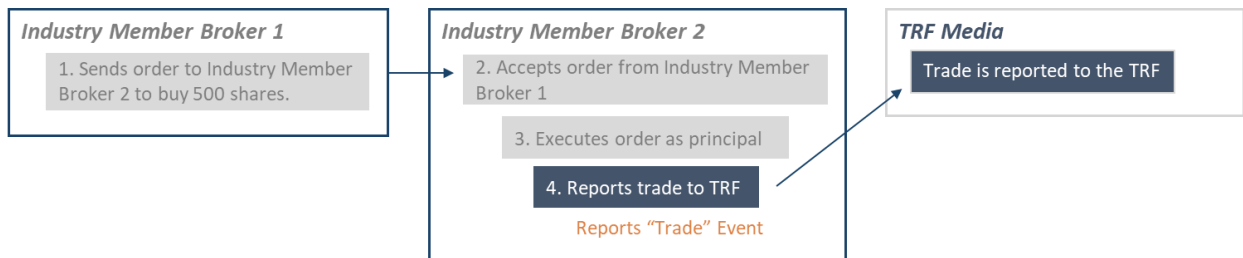 Industry Member Broker 1
1. Sends order to Industry Member
Broker 2 to buy 500 shares.
Industry Member Broker 2
2. Accepts order from Industry Member
Broker 1
3. Executes order as principal
4. Reports trade to TRF
Reports “Trade” Event
TRF Media
Trade is reported to the TRF